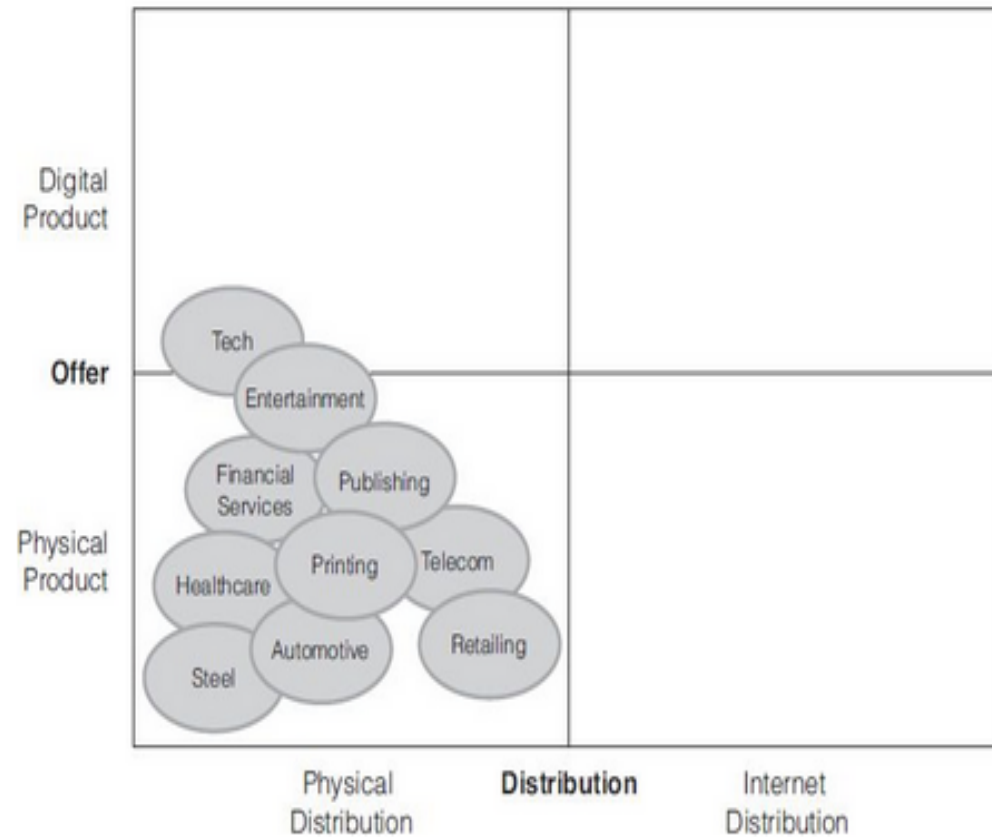 Digital
Product
Tech
Offer
Entertainment
Financial
Services
Publishing
Physical
Product
Printing
Telecom
Healthcare
Automotive
Retailing
Steel
Physical
Distribution
Distribution
Internet
Distribution